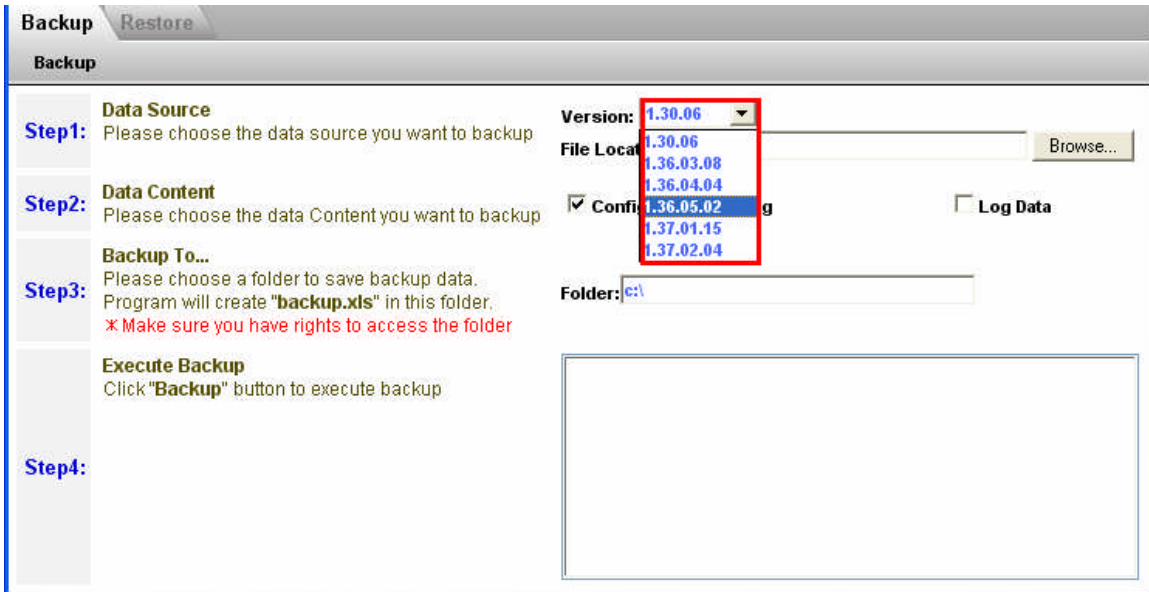 Backup Restore
Backup
Step1:
Data Source
Please choose the data source you want to backup
Version: 1.30.06
1.30.06
1.36.03.08
1.36.04.04
1.36.05.02
1.37.01.15
1.37.02.04
File Locat
Browse...
Step2:
Data Content
Please choose the data Content you want to backup
Confi g
Log Data
Step3:
Backup To...
Please choose a folder to save backup data.
Program will create "backup.xls" in this folder.
※Make sure you have rights to access the folder
Folder: c:\
Step4:
Execute Backup
Click "Backup" button to execute backup